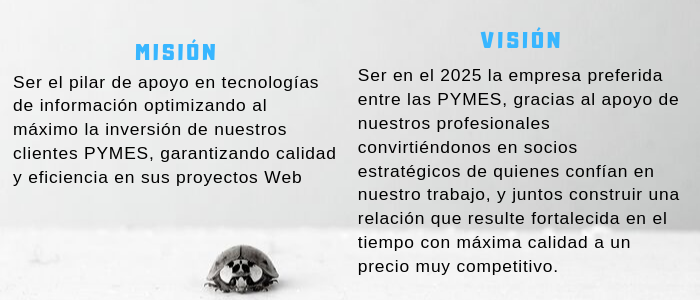 MISIÓN
Ser el pilar de apoyo en tecnologías
de información optimizando al
máximo la inversión de nuestros
clientes PYMES, garantizando calidad
y eficiencia en sus proyectos Web
VISIÓN
Ser en el 2025 la empresa preferida
entre las PYMES, gracias al apoyo de
nuestros profesionales
convirtiéndonos en socios
estratégicos de quienes confían en
nuestro trabajo, y juntos construir una
relación que resulte fortalecida en el
tiempo con máxima calidad a un
precio muy competitivo.